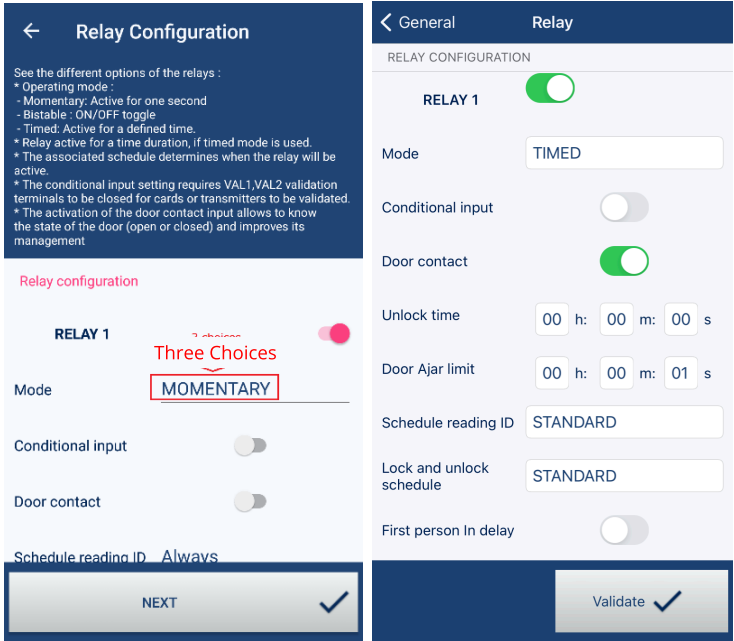 Relay Configuration
See the different options of the relays :
* Operating mode :
- Momentary: Active for one second
- Bistable : ON/OFF toggle
- Timed: Active for a defined time.
* Relay active for a time duration, if timed mode is used.
* The associated schedule determines when the relay will be
active.
* The conditional input setting requires VAL1,VAL2 validation
terminals to be closed for cards or transmitters to be validated.
* The activation of the door contact input allows to know
the state of the door (open or closed) and improves its
management
Relay configuration
RELAY 1
choices
Three Choices
Mode MOMENTARY
Conditional input
Door contact
Schedule reading ID Always
NEXT
General Relay
RELAY CONFIGURATION
RELAY 1
Mode TIMED
Conditional input
Door contact
Unlock time 00 h: 00 m: 00 s
Door Ajar limit 00 h: 00 m: 01 s
Schedule reading ID STANDARD
Lock and unlock
schedule STANDARD
First person In delay
Validate